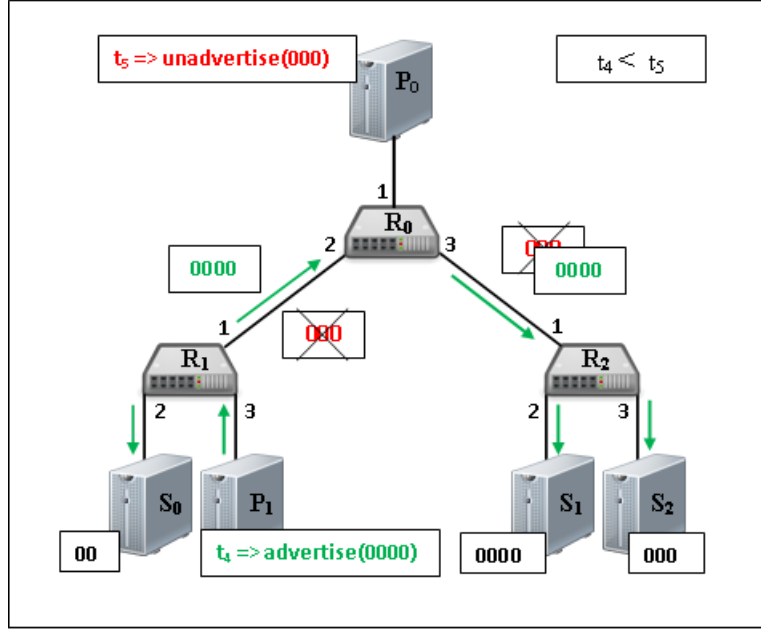 t₅ => unadvertise(000)
t₄ < t₅
P₀
1
R₀
2
3
000
0000
0000
1
000
1
R₁
R₂
2
3
2
3
S₀
P₁
S₁
S₂
00
t₄ => advertise(0000)
0000
000